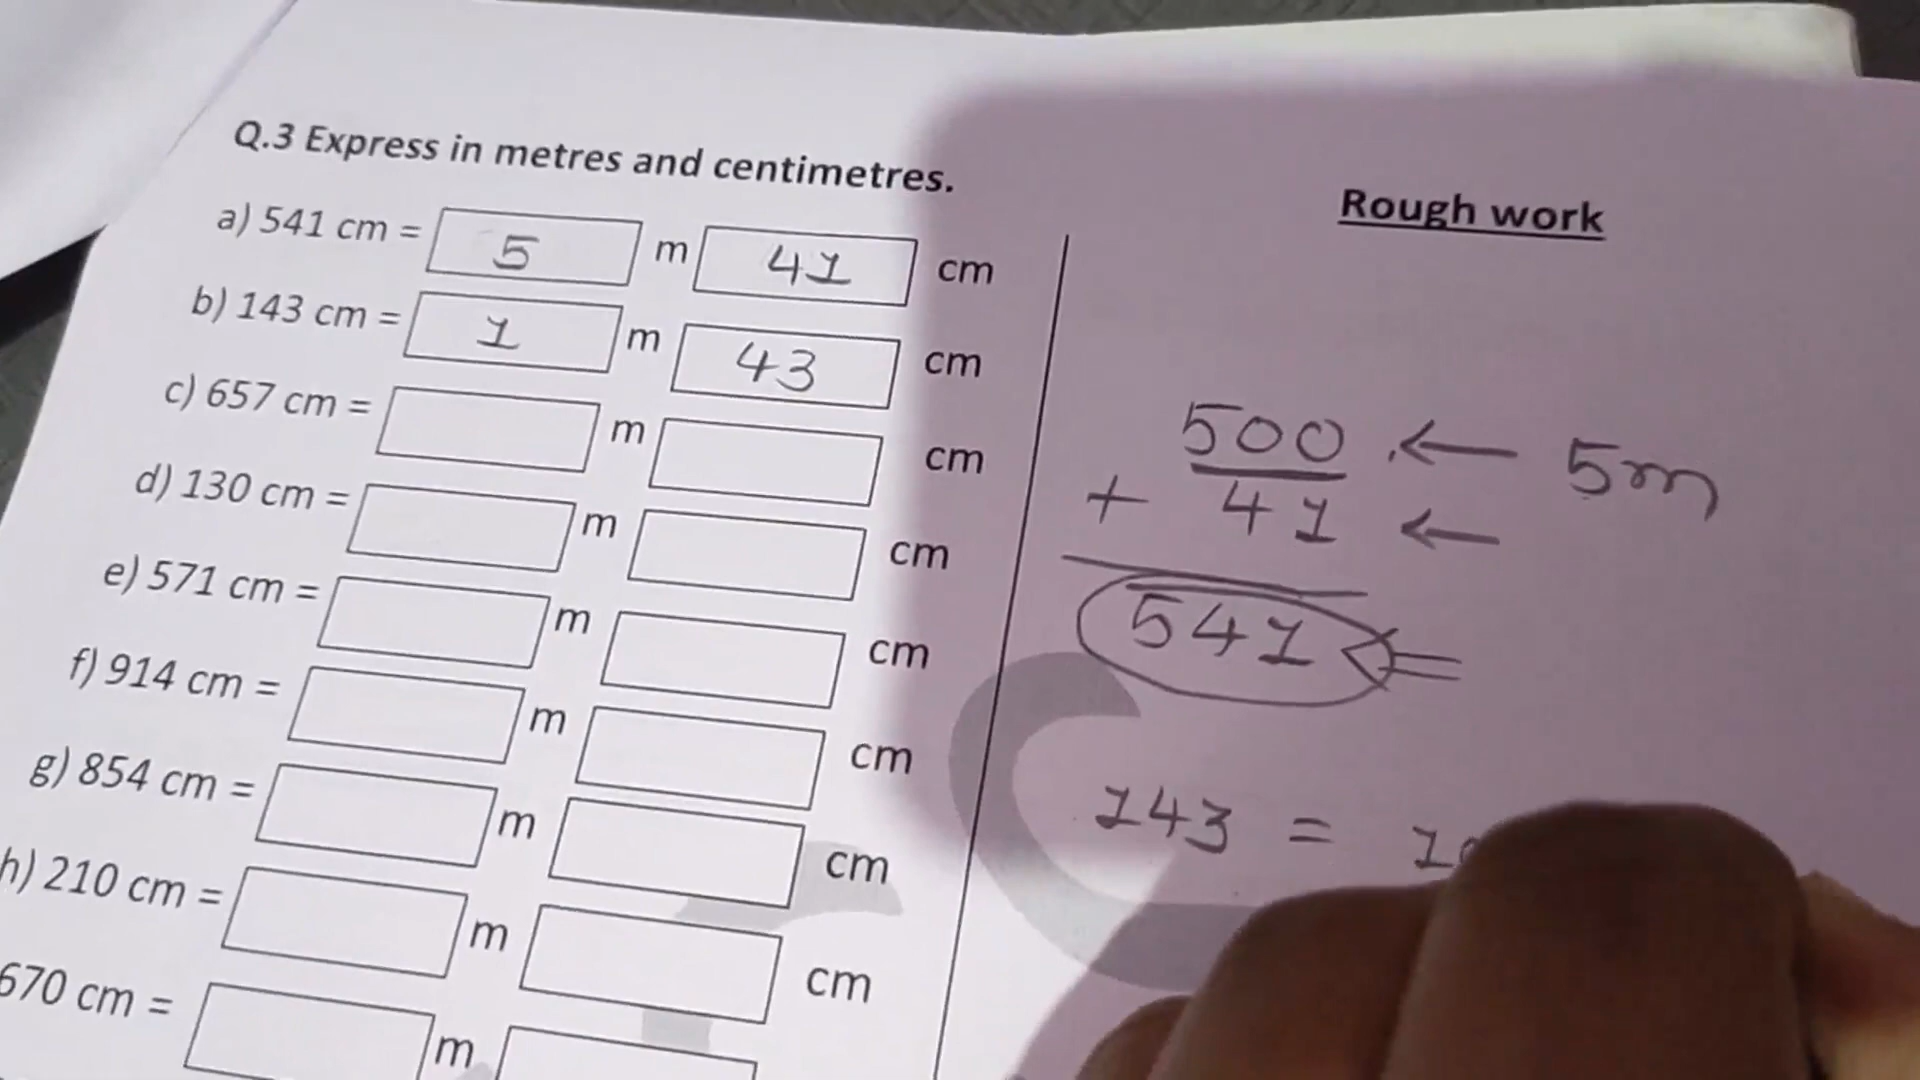 Q.3 Express in metres and centimetres.
a) 541 cm = 5 m 41 cm
b) 143 cm = 1 m 43 cm
c) 657 cm = m cm
d) 130 cm = m cm
e) 571 cm = m cm
f) 914 cm = m cm
g) 854 cm = m cm
h) 210 cm = m cm
670 cm = m
Rough work
500 ← 5m
+ 41 ←
541
143 = 10